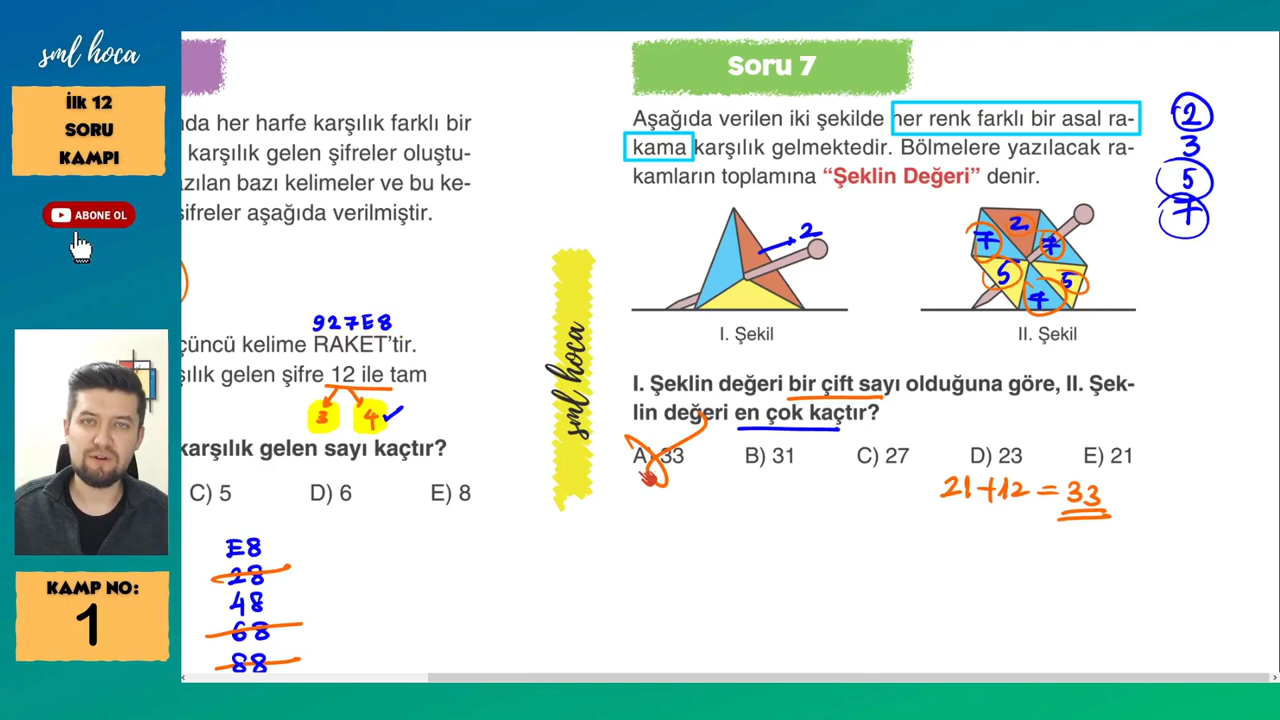 sml hoca
İlk 12
SORU
KAMPI
ABONE OL
KAMP NO:
1
nda her harfe karşılık farklı bir
karşılık gelen şifreler oluştu-
azılan bazı kelimeler ve bu ke-
şifreler aşağıda verilmiştir.
927E8
çüncü kelime RAKET’tir.
şılık gelen şifre 12 ile tam
3 4
karşılık gelen sayı kaçtır?
C) 5 D) 6 E) 8
E8
28
48
68
88
sml hoca
Soru 7
Aşağıda verilen iki şekilde her renk farklı bir asal ra-
kama karşılık gelmektedir. Bölmelere yazılacak ra-
kamların toplamına “Şeklin Değeri” denir.
2
3
5
7
2
2
7 7
5 5
7
I. Şekil II. Şekil
I. Şeklin değeri bir çift sayı olduğuna göre, II. Şek-
lin değeri en çok kaçtır?
A) 33 B) 31 C) 27 D) 23 E) 21
21+12 = 33